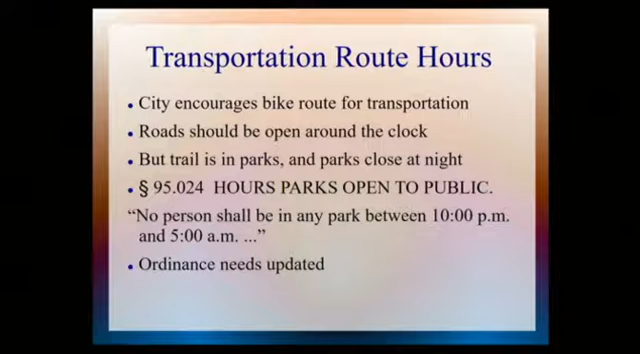 Transportation Route Hours
• City encourages bike route for transportation
• Roads should be open around the clock
• But trail is in parks, and parks close at night
• § 95.024 HOURS PARKS OPEN TO PUBLIC.
“No person shall be in any park between 10:00 p.m.
and 5:00 a.m. ...”
• Ordinance needs updated